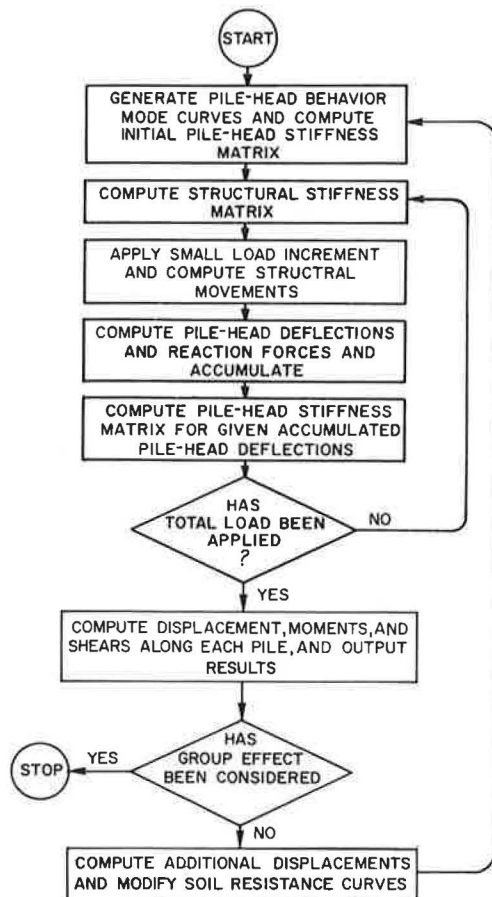 START
GENERATE PILE-HEAD BEHAVIOR
MODE CURVES AND COMPUTE
INITIAL PILE-HEAD STIFFNESS
MATRIX
COMPUTE STRUCTURAL STIFFNESS
MATRIX
APPLY SMALL LOAD INCREMENT
AND COMPUTE STRUCTRAL
MOVEMENTS
COMPUTE PILE-HEAD DEFLECTIONS
AND REACTION FORCES AND
ACCUMULATE
COMPUTE PILE-HEAD STIFFNESS
MATRIX FOR GIVEN ACCUMULATED
PILE-HEAD DEFLECTIONS
HAS
TOTAL LOAD BEEN
APPLIED
?
NO
YES
COMPUTE DISPLACEMENT, MOMENTS, AND
SHEARS ALONG EACH PILE, AND OUTPUT
RESULTS
HAS
GROUP EFFECT
BEEN CONSIDERED
YES
STOP
NO
COMPUTE ADDITIONAL DISPLACEMENTS
AND MODIFY SOIL RESISTANCE CURVES